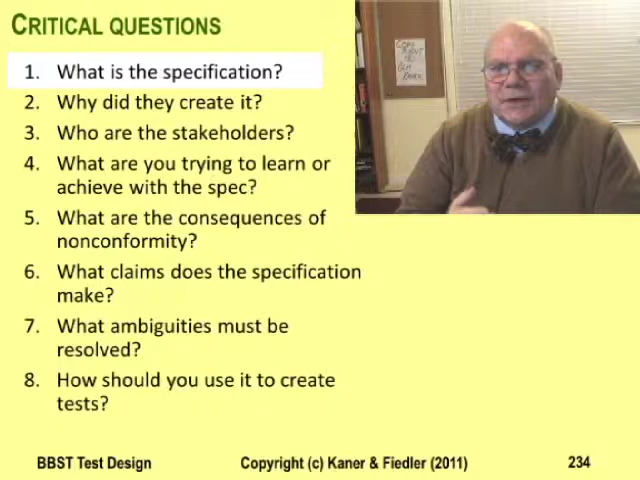 CRITICAL QUESTIONS
1. What is the specification?
2. Why did they create it?
3. Who are the stakeholders?
4. What are you trying to learn or
achieve with the spec?
5. What are the consequences of
nonconformity?
6. What claims does the specification
make?
7. What ambiguities must be
resolved?
8. How should you use it to create
tests?
BBST Test Design
Copyright (c) Kaner & Fiedler (2011)
234